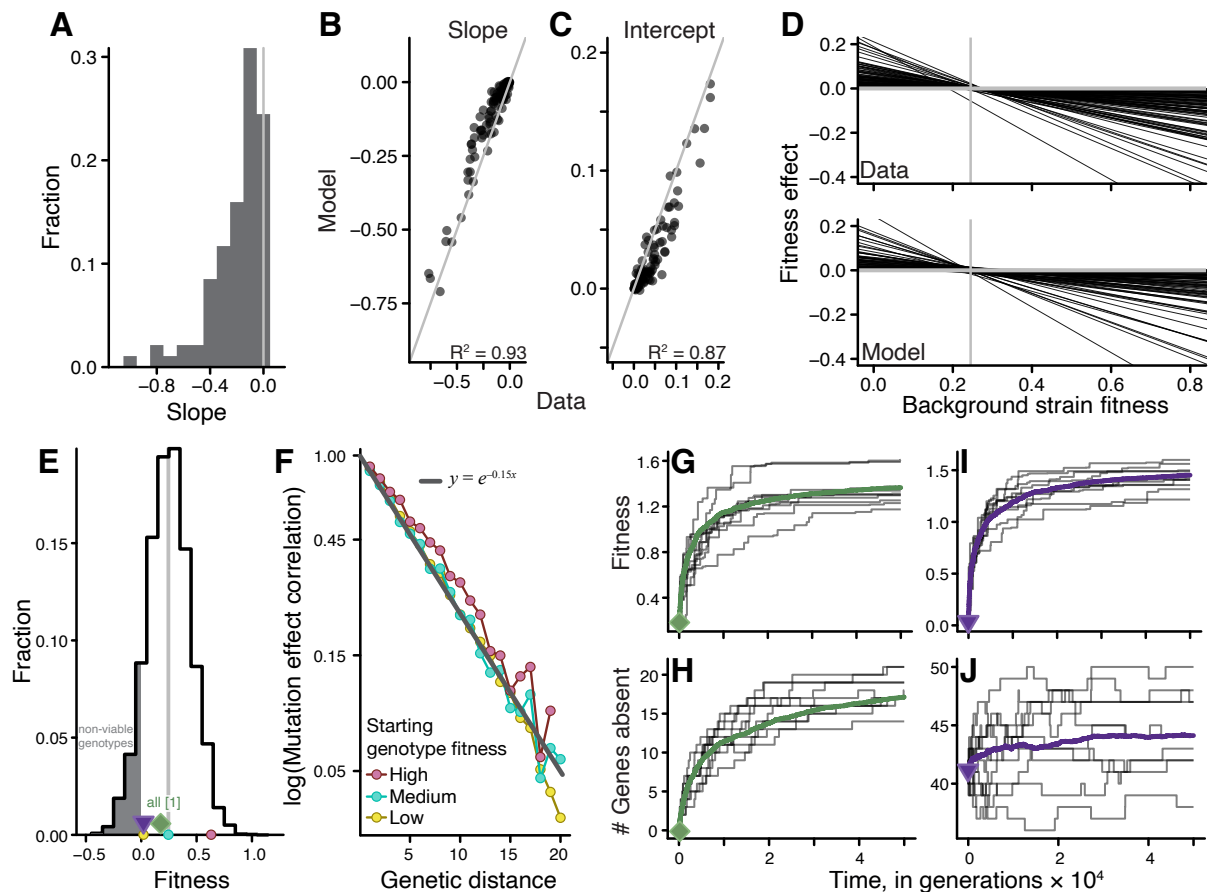 A
0.3
0.2
0.1
0.0
Fraction
−0.8 −0.4 0.0
Slope
B
Slope
0.00
−0.25
−0.50
−0.75
Model
R² = 0.93
−0.5 0.0
C
Intercept
0.2
0.1
0.0
R² = 0.87
0.0 0.1 0.2
Data
D
0.2
0.0
−0.2
−0.4
Data
0.2
0.0
−0.2
−0.4
Model
Fitness effect
0.0 0.2 0.4 0.6 0.8
Background strain fitness
E
0.15
0.10
0.05
0.00
Fraction
non-viable
genotypes
all [1]
−0.5 0.0 0.5 1.0
Fitness
F
1.00
0.45
0.15
0.05
log(Mutation effect correlation)
y = e^−0.15x
Starting
genotype fitness
High
Medium
Low
5 10 15 20
Genetic distance
G
1.6
1.2
0.8
0.4
Fitness
I
1.5
1.0
0.5
0.0
H
20
15
10
5
0
# Genes absent
0 2 4
J
50
47
43
40
0 2 4
Time, in generations × 10⁴